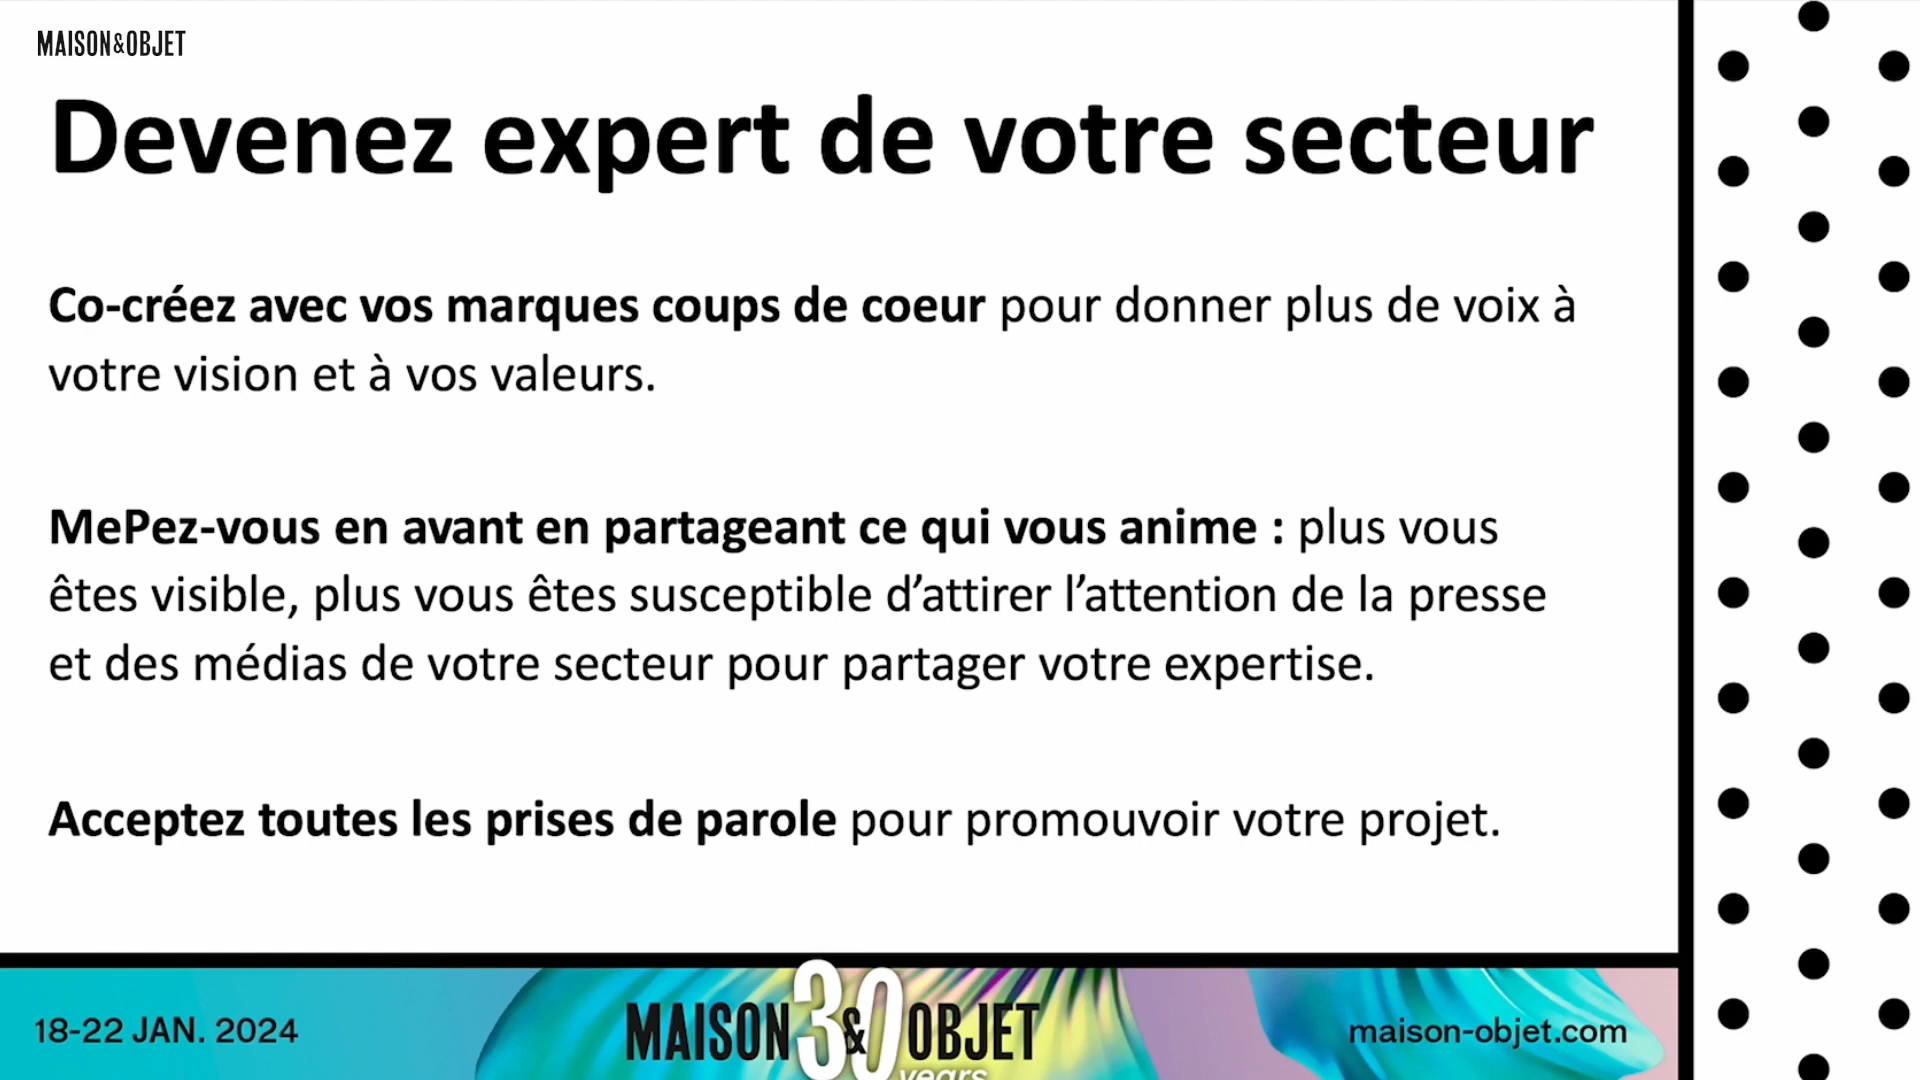 MAISON&OBJET
Devenez expert de votre secteur
Co-créez avec vos marques coups de coeur pour donner plus de voix à
votre vision et à vos valeurs.
MePez-vous en avant en partageant ce qui vous anime : plus vous
êtes visible, plus vous êtes susceptible d’attirer l’attention de la presse
et des médias de votre secteur pour partager votre expertise.
Acceptez toutes les prises de parole pour promouvoir votre projet.
18-22 JAN. 2024
MAISON 30 & OBJET
years
maison-objet.com